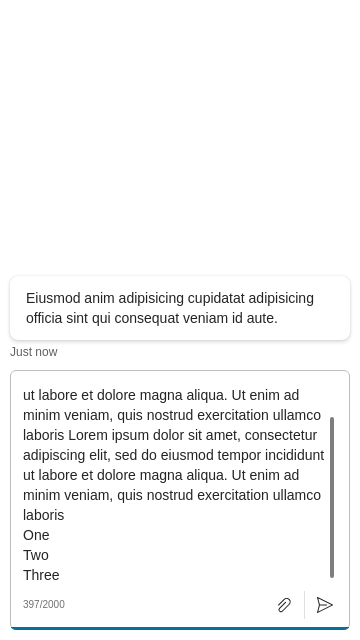 Eiusmod anim adipisicing cupidatat adipisicing
officia sint qui consequat veniam id aute.
Just now
ut labore et dolore magna aliqua. Ut enim ad
minim veniam, quis nostrud exercitation ullamco
laboris Lorem ipsum dolor sit amet, consectetur
adipiscing elit, sed do eiusmod tempor incididunt
ut labore et dolore magna aliqua. Ut enim ad
minim veniam, quis nostrud exercitation ullamco
laboris
One
Two
Three
397/2000